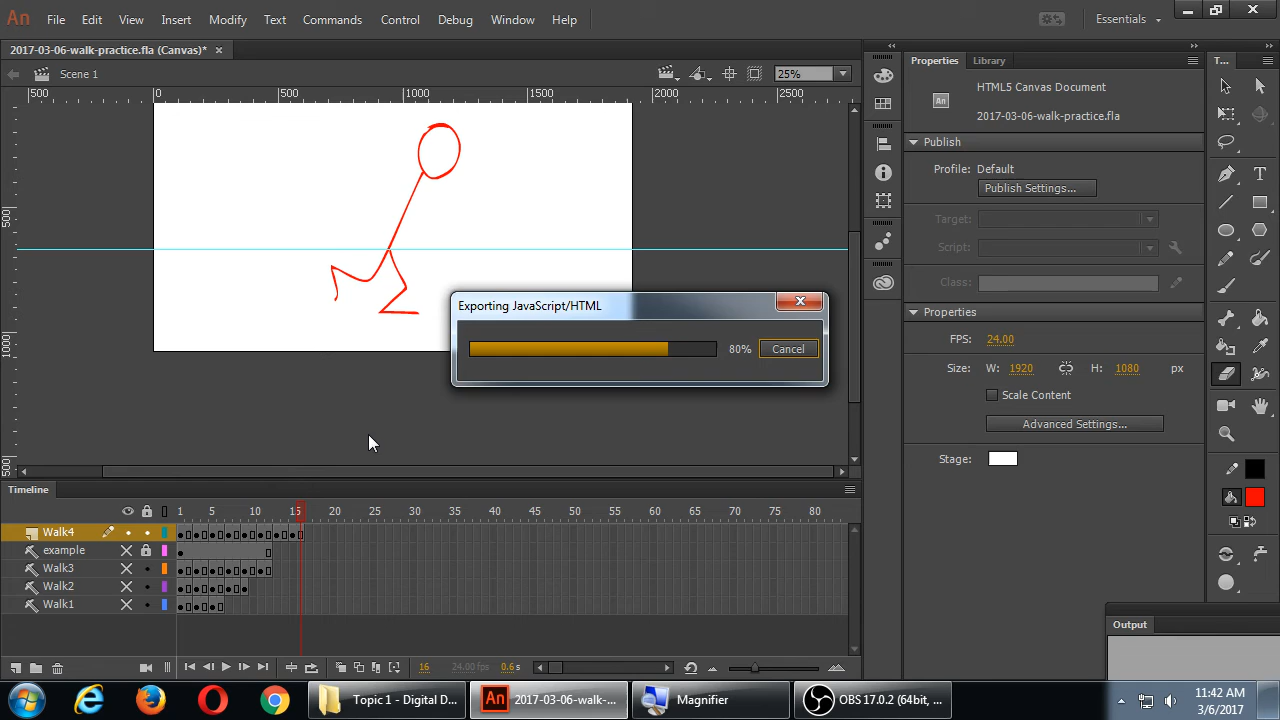 An File Edit View Insert Modify Text Commands Control Debug Window Help Essentials
2017-03-06-walk-practice.fla (Canvas)* ×
Scene 1 25%
500 0 500 1000 2000 2500
500
1000
500
Exporting JavaScript/HTML
80% Cancel
Properties Library
An HTML5 Canvas Document
2017-03-06-walk-practice.fla
Publish
Profile: Default
Publish Settings...
Target:
Script:
Class:
Properties
FPS: 24.00
Size: W: 1920 H: 1080 px
Scale Content
Advanced Settings...
Stage:
T...
Timeline
1 5 10 15 20 25 30 35 40 45 50 55 60 65 70 75 80
Walk4
example
Walk3
Walk2
Walk1
16 24.00 fps 0.6 s
Output
Topic 1 - Digital D...
An 2017-03-06-walk-...
Magnifier
OBS 17.0.2 (64bit, ...
11:42 AM
3/6/2017